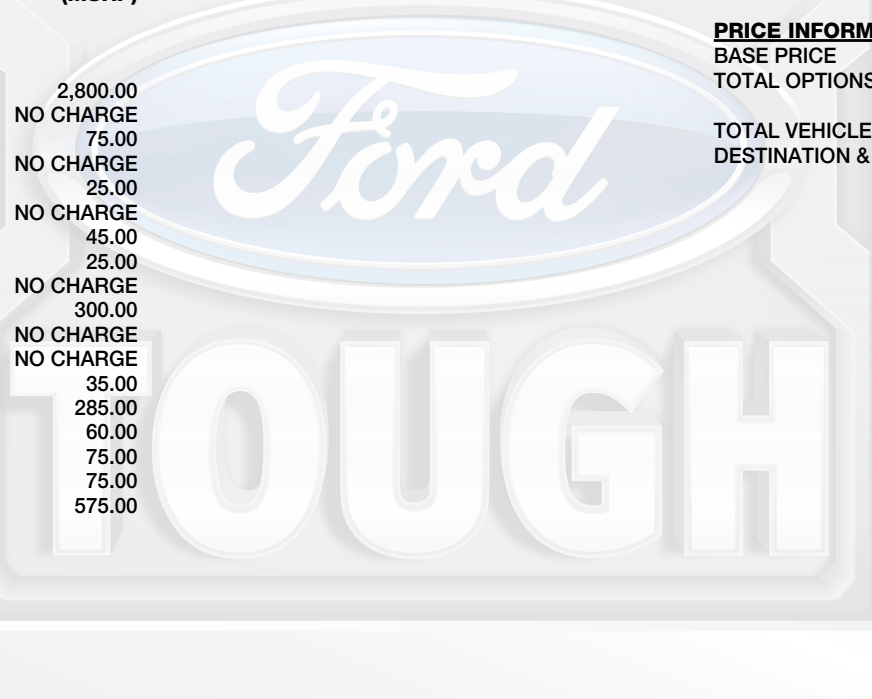 (MSRP)
2,800.00
NO CHARGE
75.00
NO CHARGE
25.00
NO CHARGE
45.00
25.00
NO CHARGE
300.00
NO CHARGE
NO CHARGE
35.00
285.00
60.00
75.00
75.00
575.00
PRICE INFORM
BASE PRICE
TOTAL OPTIONS
TOTAL VEHICLE
DESTINATION &
Ford
TOUGH